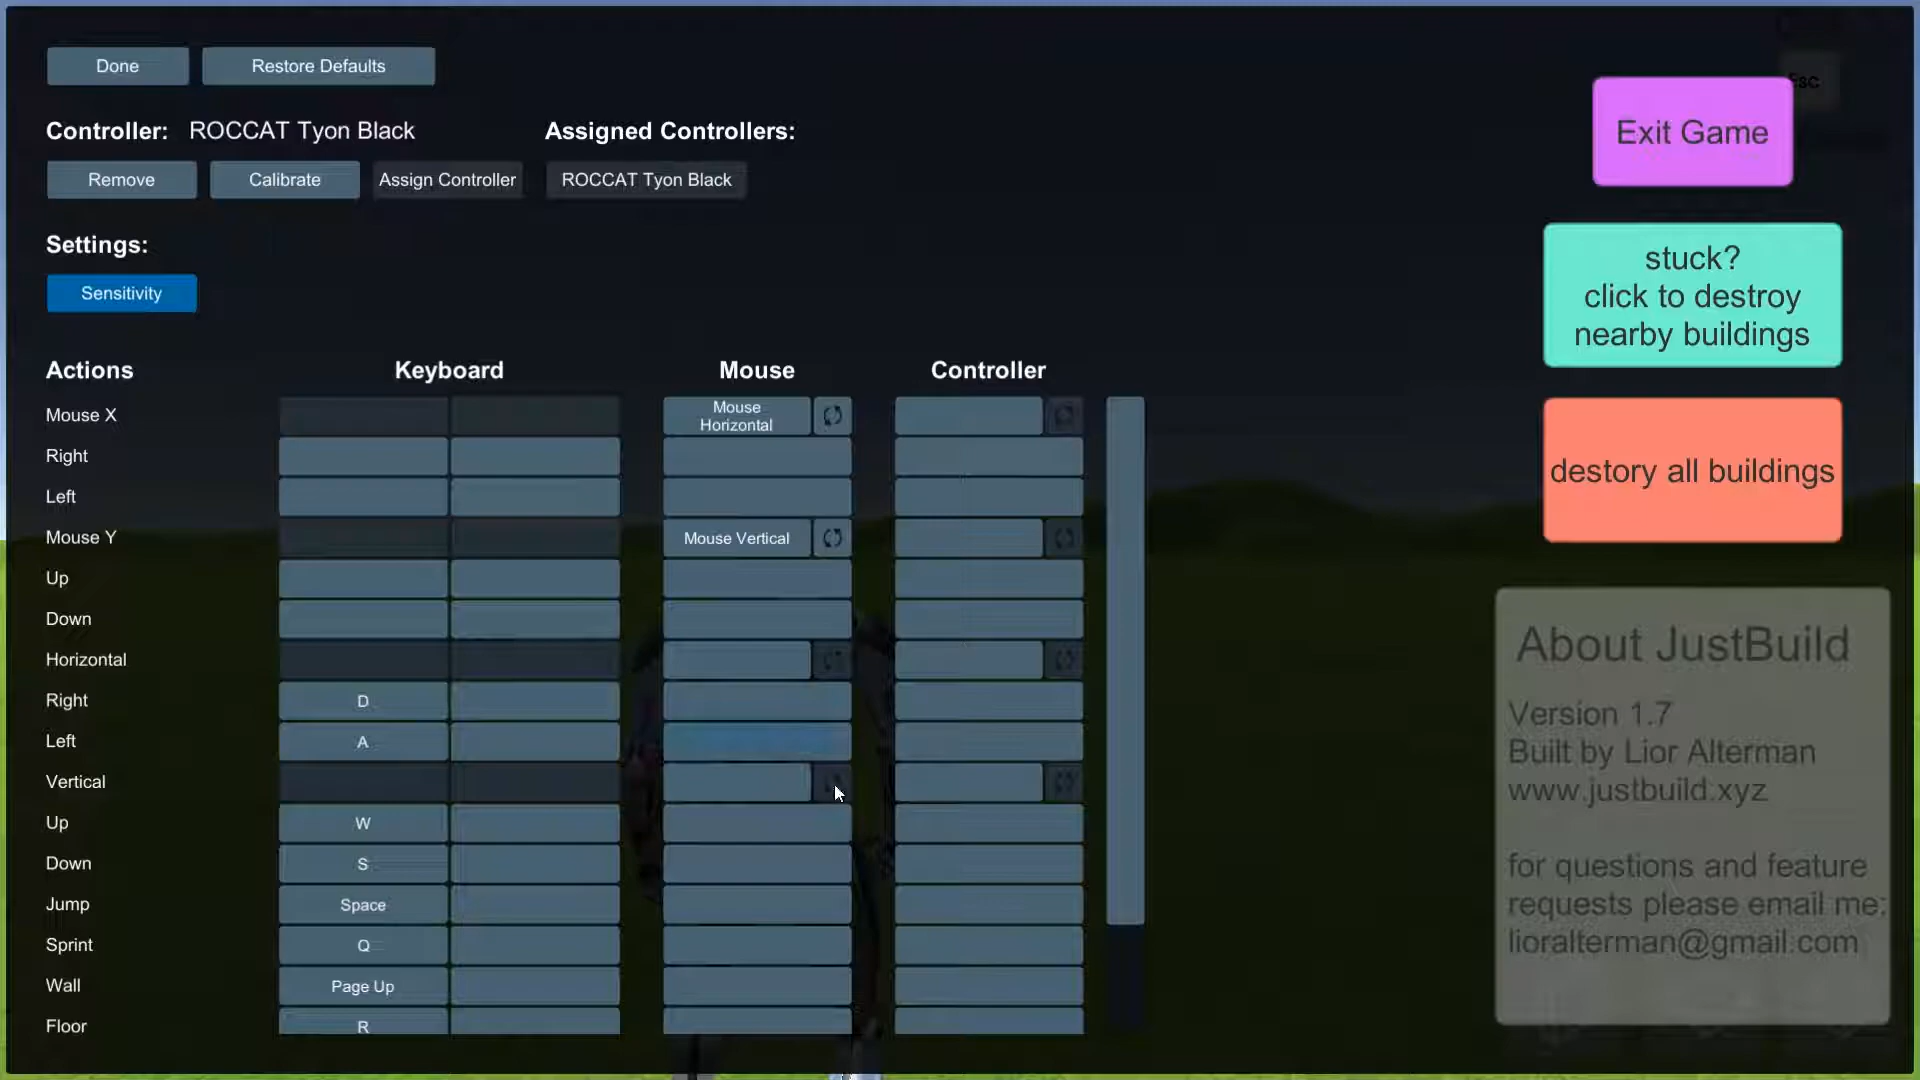 Done
Restore Defaults
Esc
Exit Game
Controller: ROCCAT Tyon Black
Assigned Controllers:
Remove
Calibrate
Assign Controller
ROCCAT Tyon Black
Settings:
Sensitivity
stuck?
click to destroy
nearby buildings
Actions
Keyboard
Mouse
Controller
Mouse X
Mouse
Horizontal
Right
Left
destory all buildings
Mouse Y
Mouse Vertical
Up
Down
Horizontal
Right
D
Left
A
Vertical
Up
W
Down
S
Jump
Space
Sprint
Q
Wall
Page Up
Floor
R
About JustBuild
Version 1.7
Built by Lior Alterman
www.justbuild.xyz
for questions and feature
requests please email me:
lioralterman@gmail.com